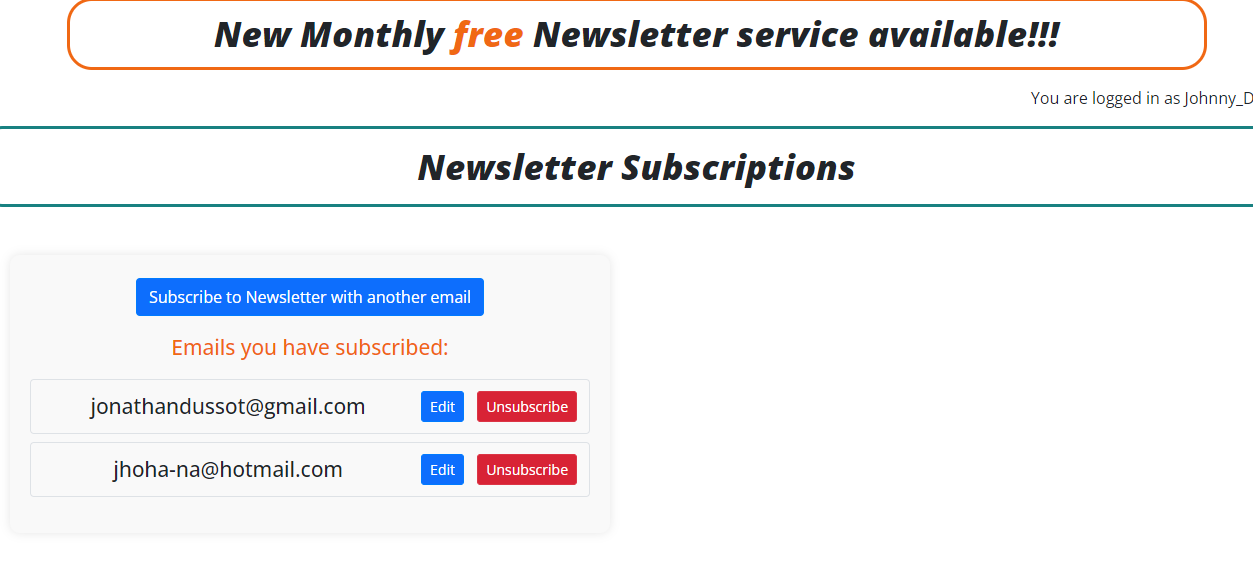 New Monthly free Newsletter service available!!!
You are logged in as Johnny_D
Newsletter Subscriptions
Subscribe to Newsletter with another email
Emails you have subscribed:
jonathandussot@gmail.com Edit Unsubscribe
jhoha-na@hotmail.com Edit Unsubscribe